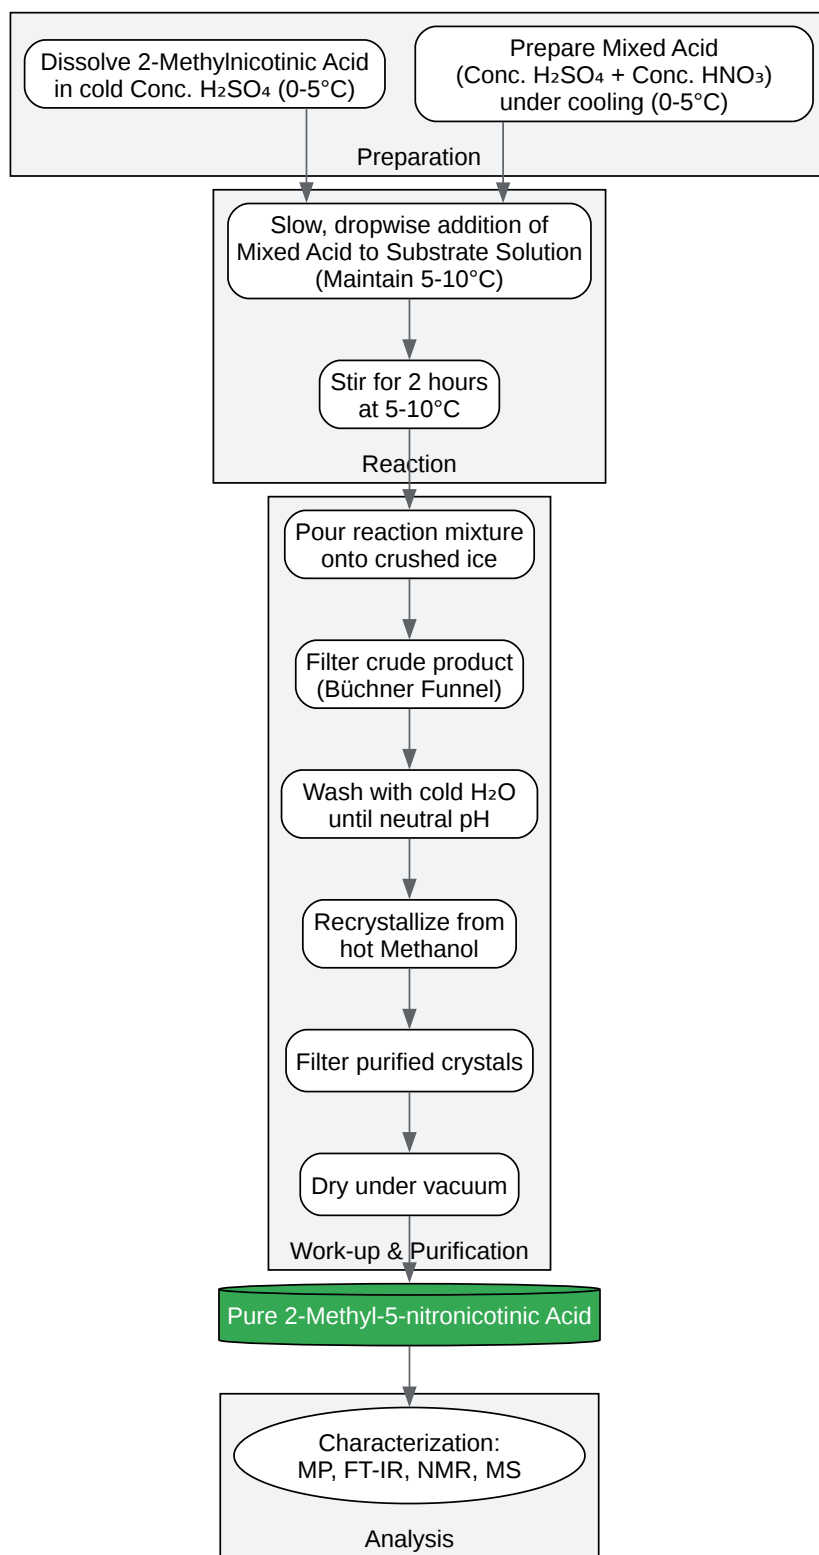 Dissolve 2-Methylnicotinic Acid
in cold Conc. H₂SO₄ (0-5°C)
Prepare Mixed Acid
(Conc. H₂SO₄ + Conc. HNO₃)
under cooling (0-5°C)
Preparation
Slow, dropwise addition of
Mixed Acid to Substrate Solution
(Maintain 5-10°C)
Stir for 2 hours
at 5-10°C
Reaction
Pour reaction mixture
onto crushed ice
Filter crude product
(Büchner Funnel)
Wash with cold H₂O
until neutral pH
Recrystallize from
hot Methanol
Filter purified crystals
Dry under vacuum
Work-up & Purification
Pure 2-Methyl-5-nitronicotinic Acid
Characterization:
MP, FT-IR, NMR, MS
Analysis